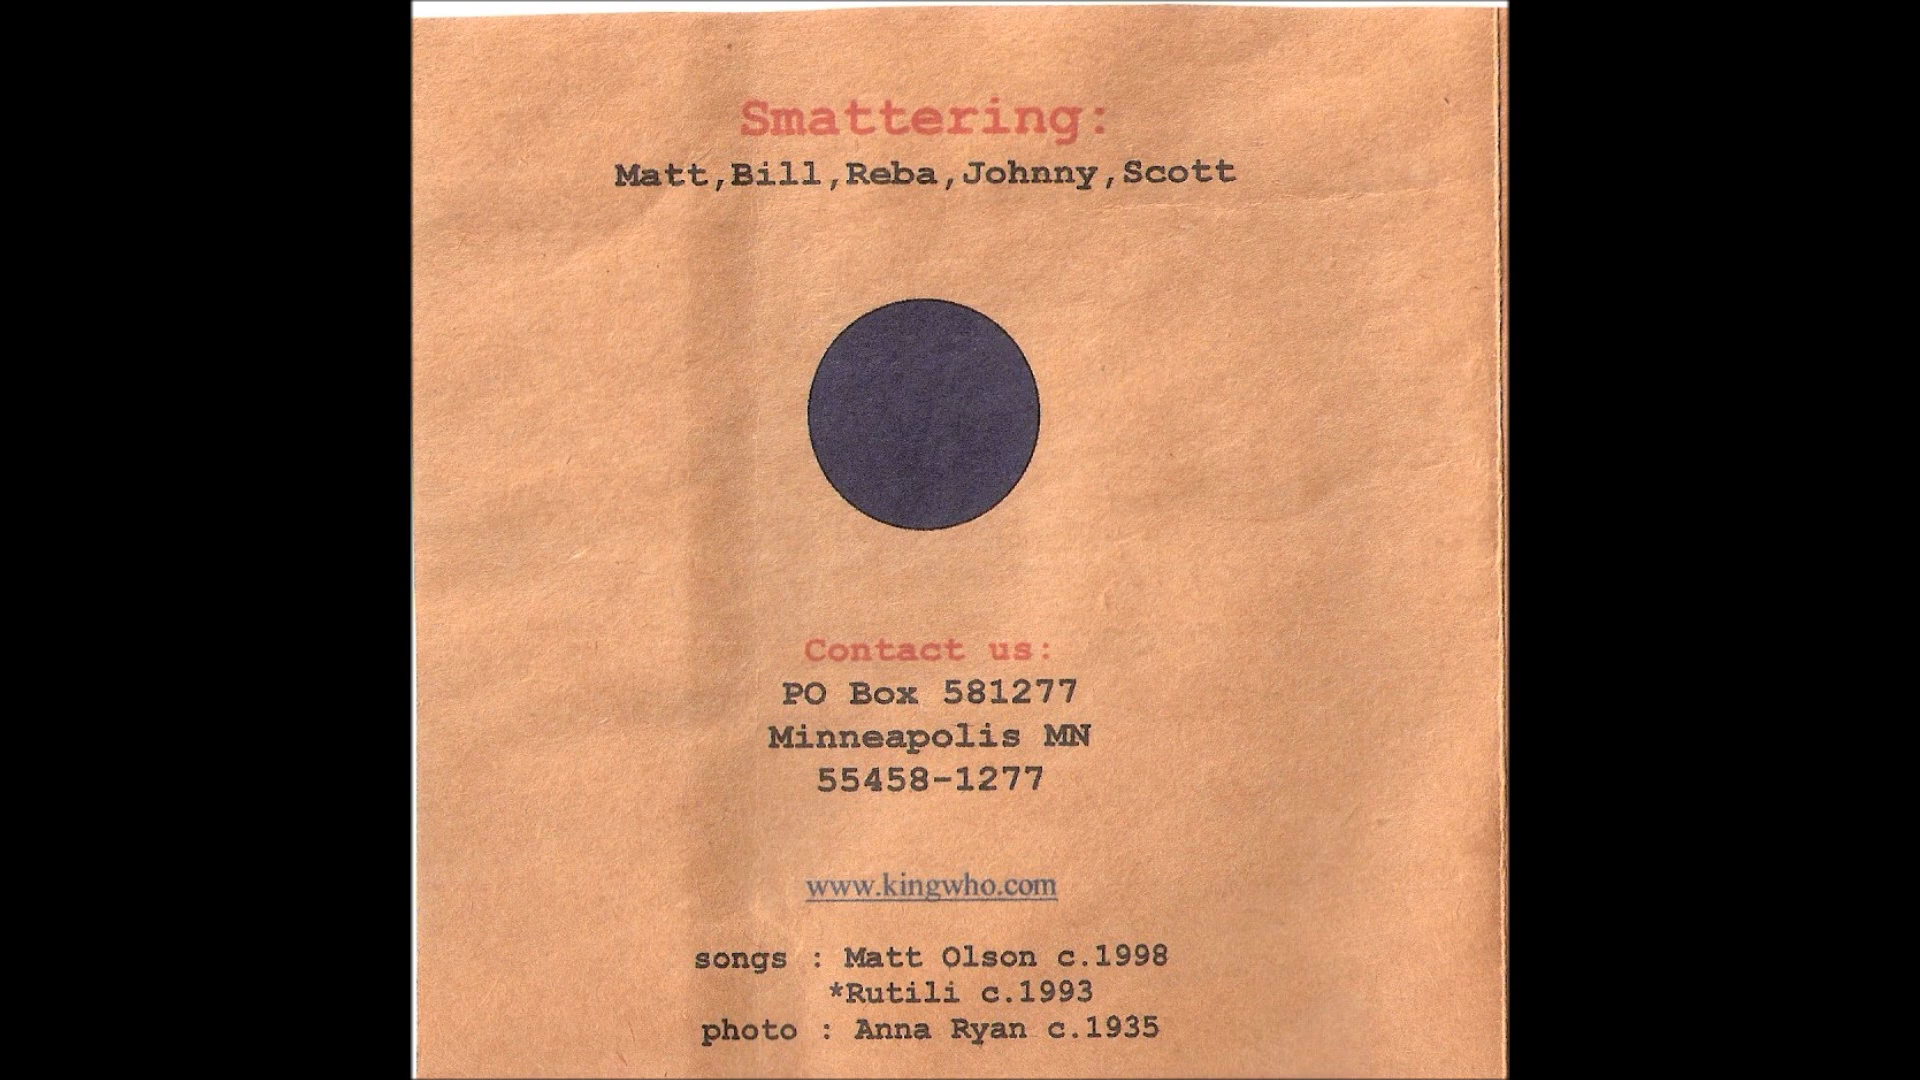 Smattering:
Matt,Bill,Reba,Johnny,Scott
Contact us:
PO Box 581277
Minneapolis MN
55458-1277
www.kingwho.com
songs : Matt Olson c.1998
*Rutili c.1993
photo : Anna Ryan c.1935